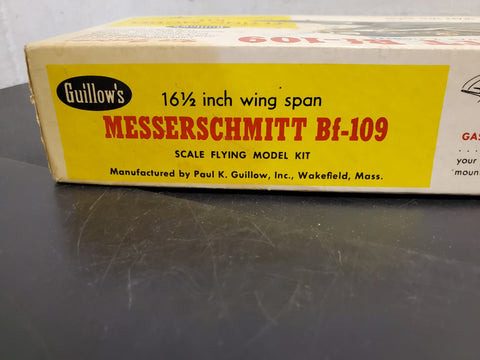 Guillow's
16½ inch wing span
MESSERSCHMITT Bf-109
SCALE FLYING MODEL KIT
Manufactured by Paul K. Guillow, Inc., Wakefield, Mass.
GAS
. . . .
your
moun